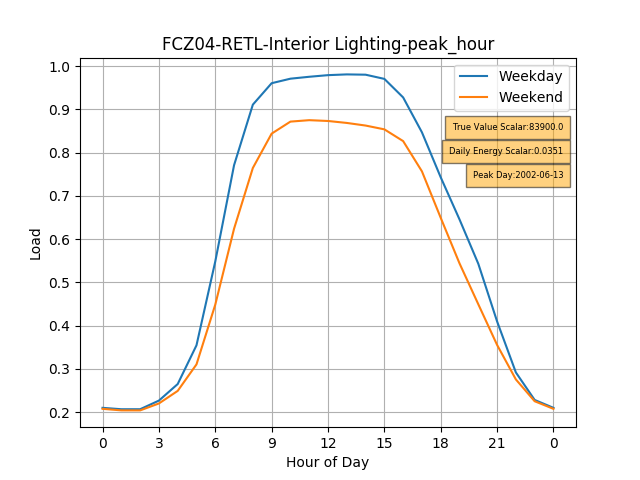 FCZ04-RETL-Interior Lighting-peak_hour
Weekday
Weekend
True Value Scalar:83900.0
Daily Energy Scalar:0.0351
Peak Day:2002-06-13
Load
1.0
0.9
0.8
0.7
0.6
0.5
0.4
0.3
0.2
0 3 6 9 12 15 18 21 0
Hour of Day